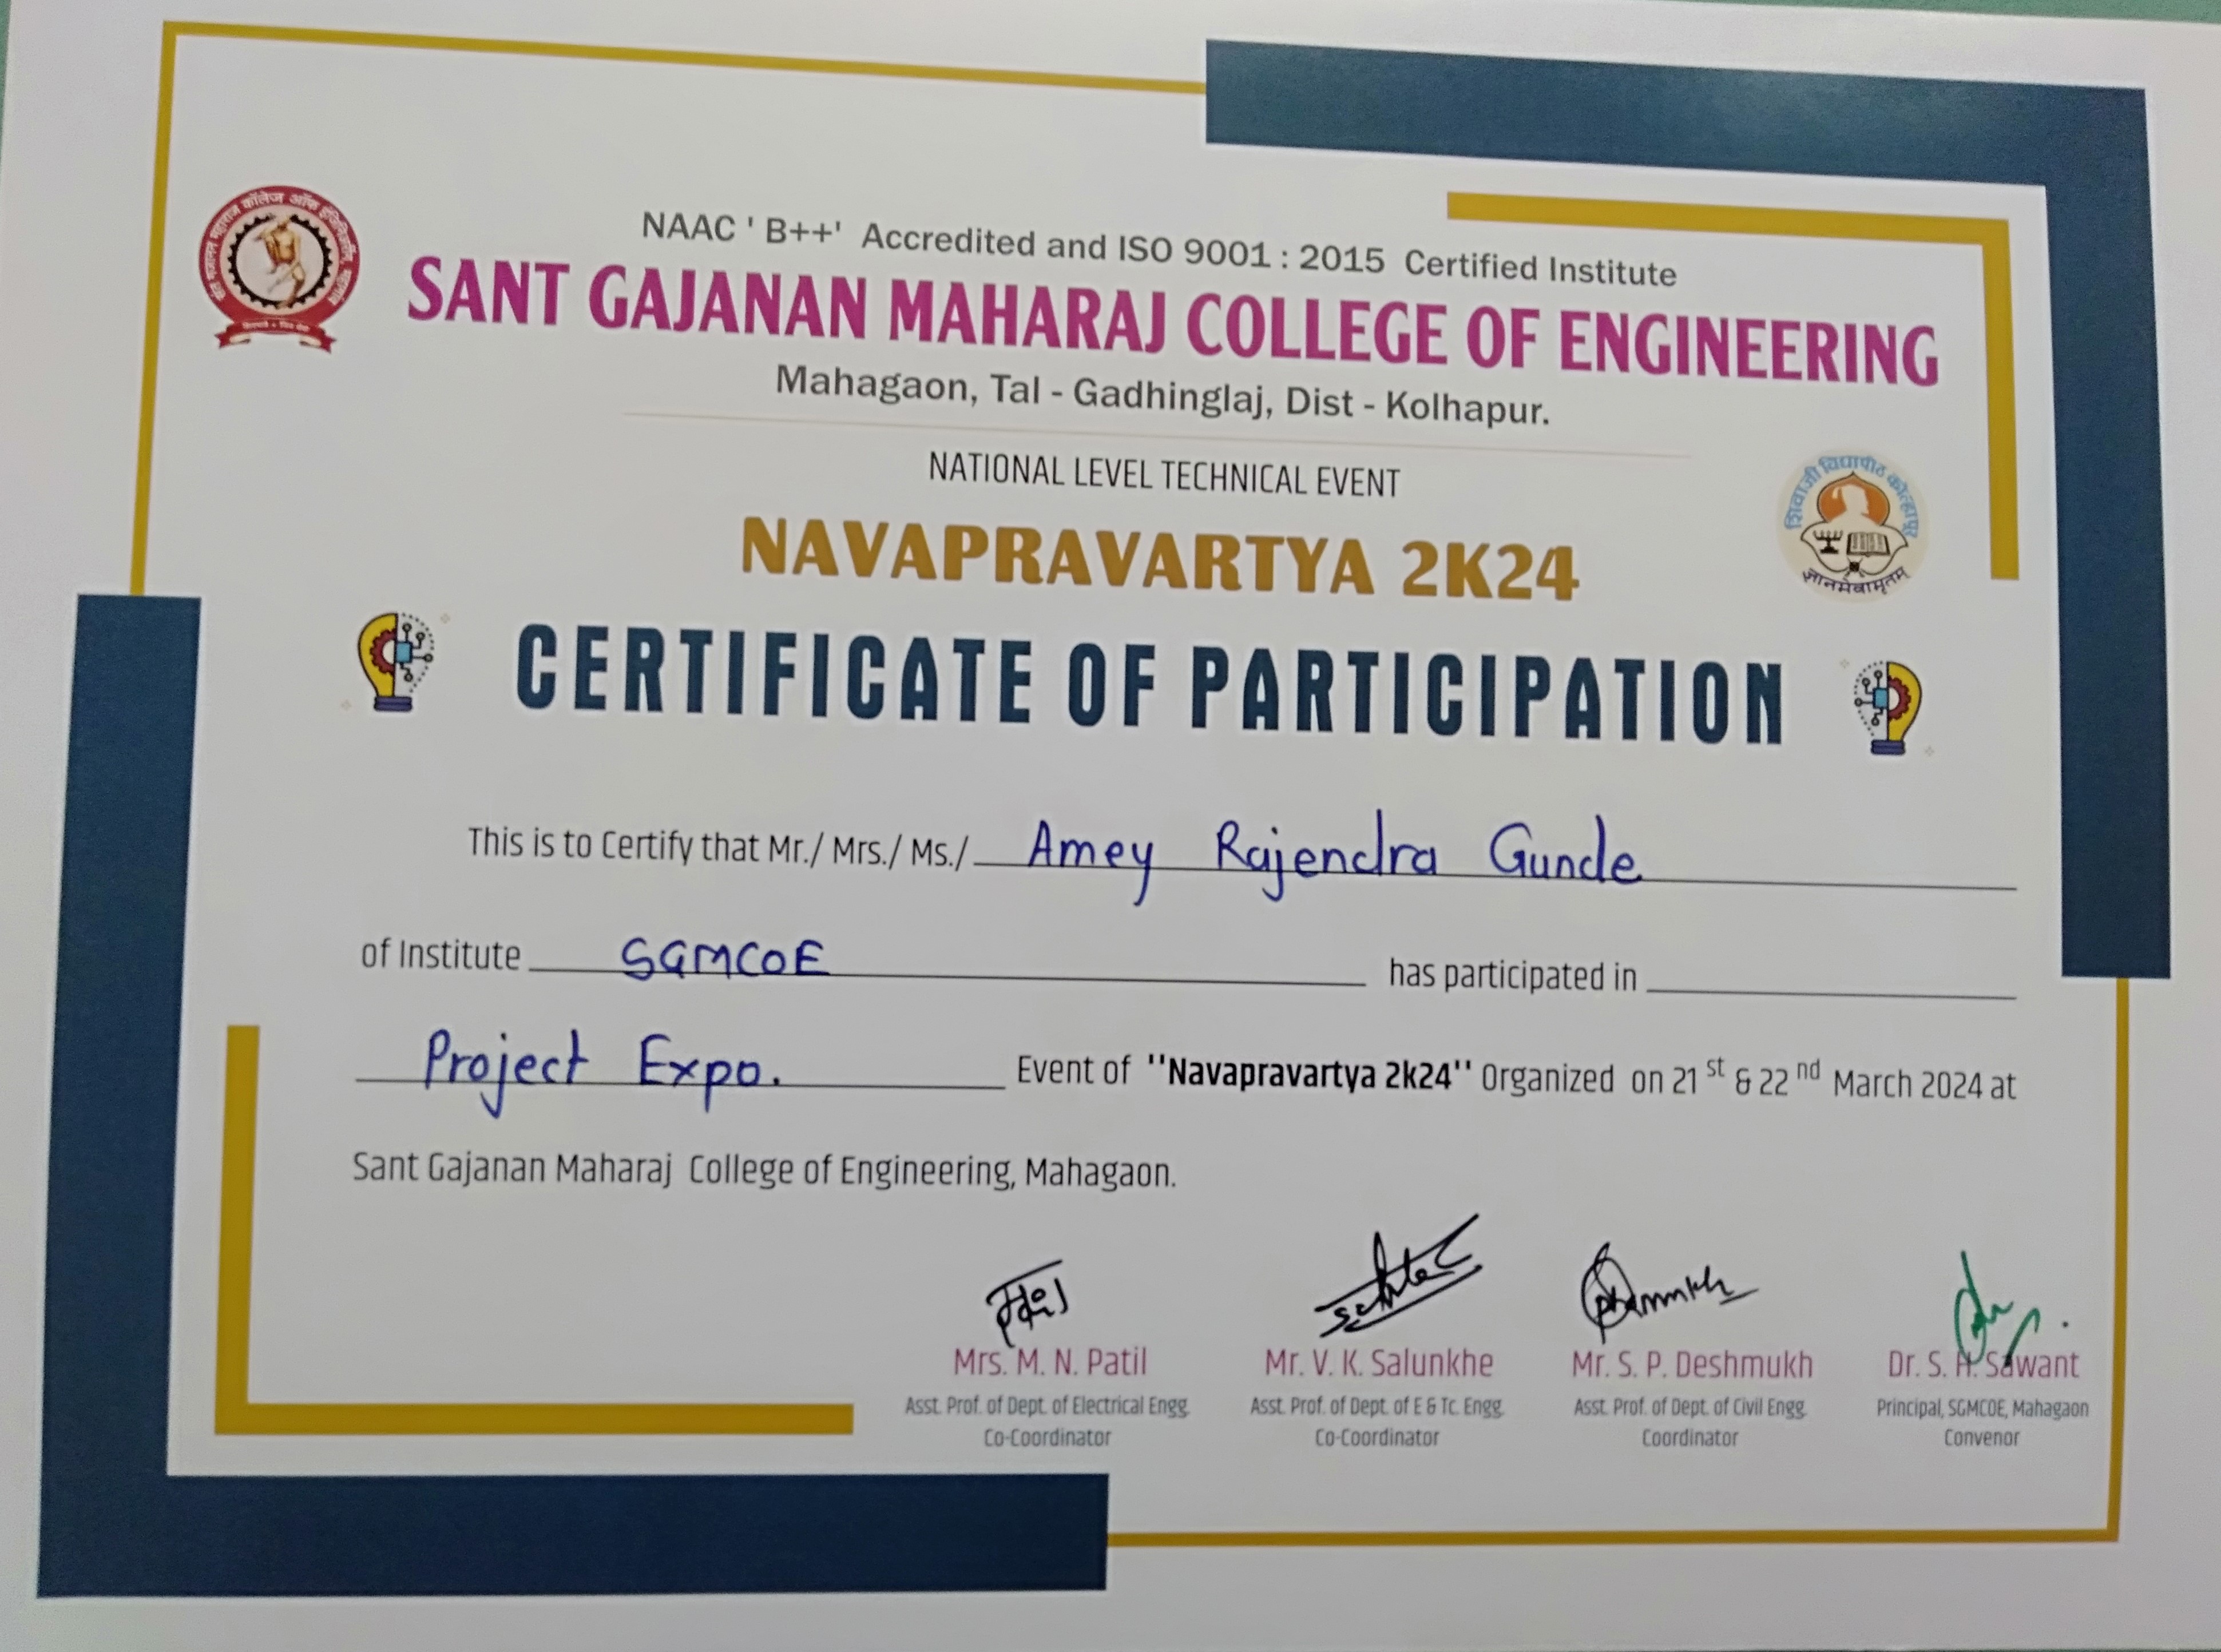 NAAC ' B++' Accredited and ISO 9001 : 2015 Certified Institute
SANT GAJANAN MAHARAJ COLLEGE OF ENGINEERING
Mahagaon, Tal - Gadhinglaj, Dist - Kolhapur.
NATIONAL LEVEL TECHNICAL EVENT
शिवाजी विद्यापीठ कोल्हापूर
ज्ञानमेवामृतम्
NAVAPRAVARTYA 2K24
CERTIFICATE OF PARTICIPATION
This is to Certify that Mr./ Mrs./ Ms./ Amey Rajendra Gunde
of Institute SGMCOE has participated in
Project Expo. Event of "Navapravartya 2k24" Organized on 21 st & 22 nd March 2024 at
Sant Gajanan Maharaj College of Engineering, Mahagaon.
Mrs. M. N. Patil Mr. V. K. Salunkhe Mr. S. P. Deshmukh Dr. S. H. Sawant
Asst. Prof. of Dept. of Electrical Engg. Asst. Prof. of Dept. of E & Tc. Engg. Asst. Prof. of Dept. of Civil Engg. Principal, SGMCOE, Mahagaon
Co-Coordinator Co-Coordinator Coordinator Convenor